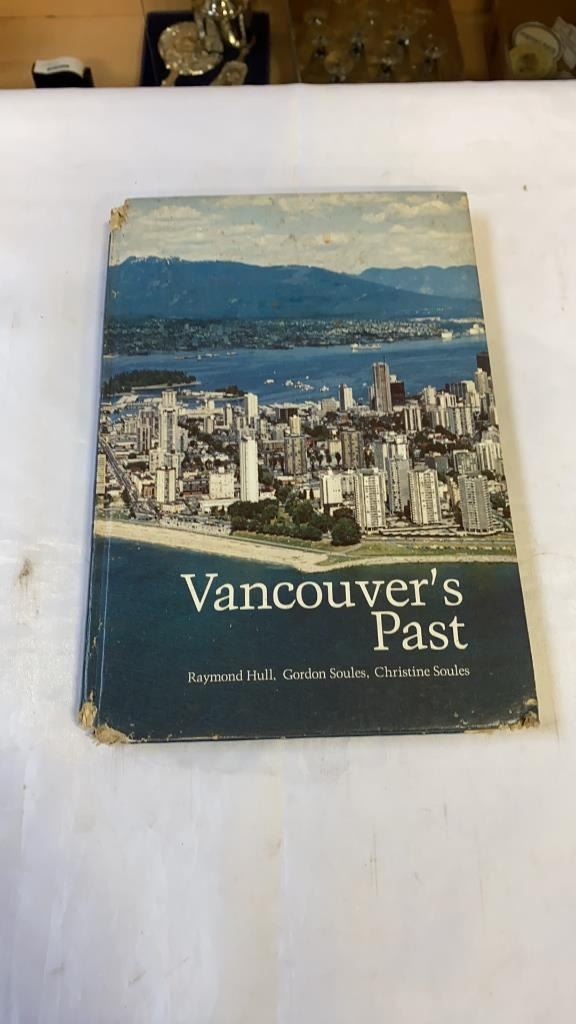 Vancouver's
Past
Raymond Hull, Gordon Soules, Christine Soules